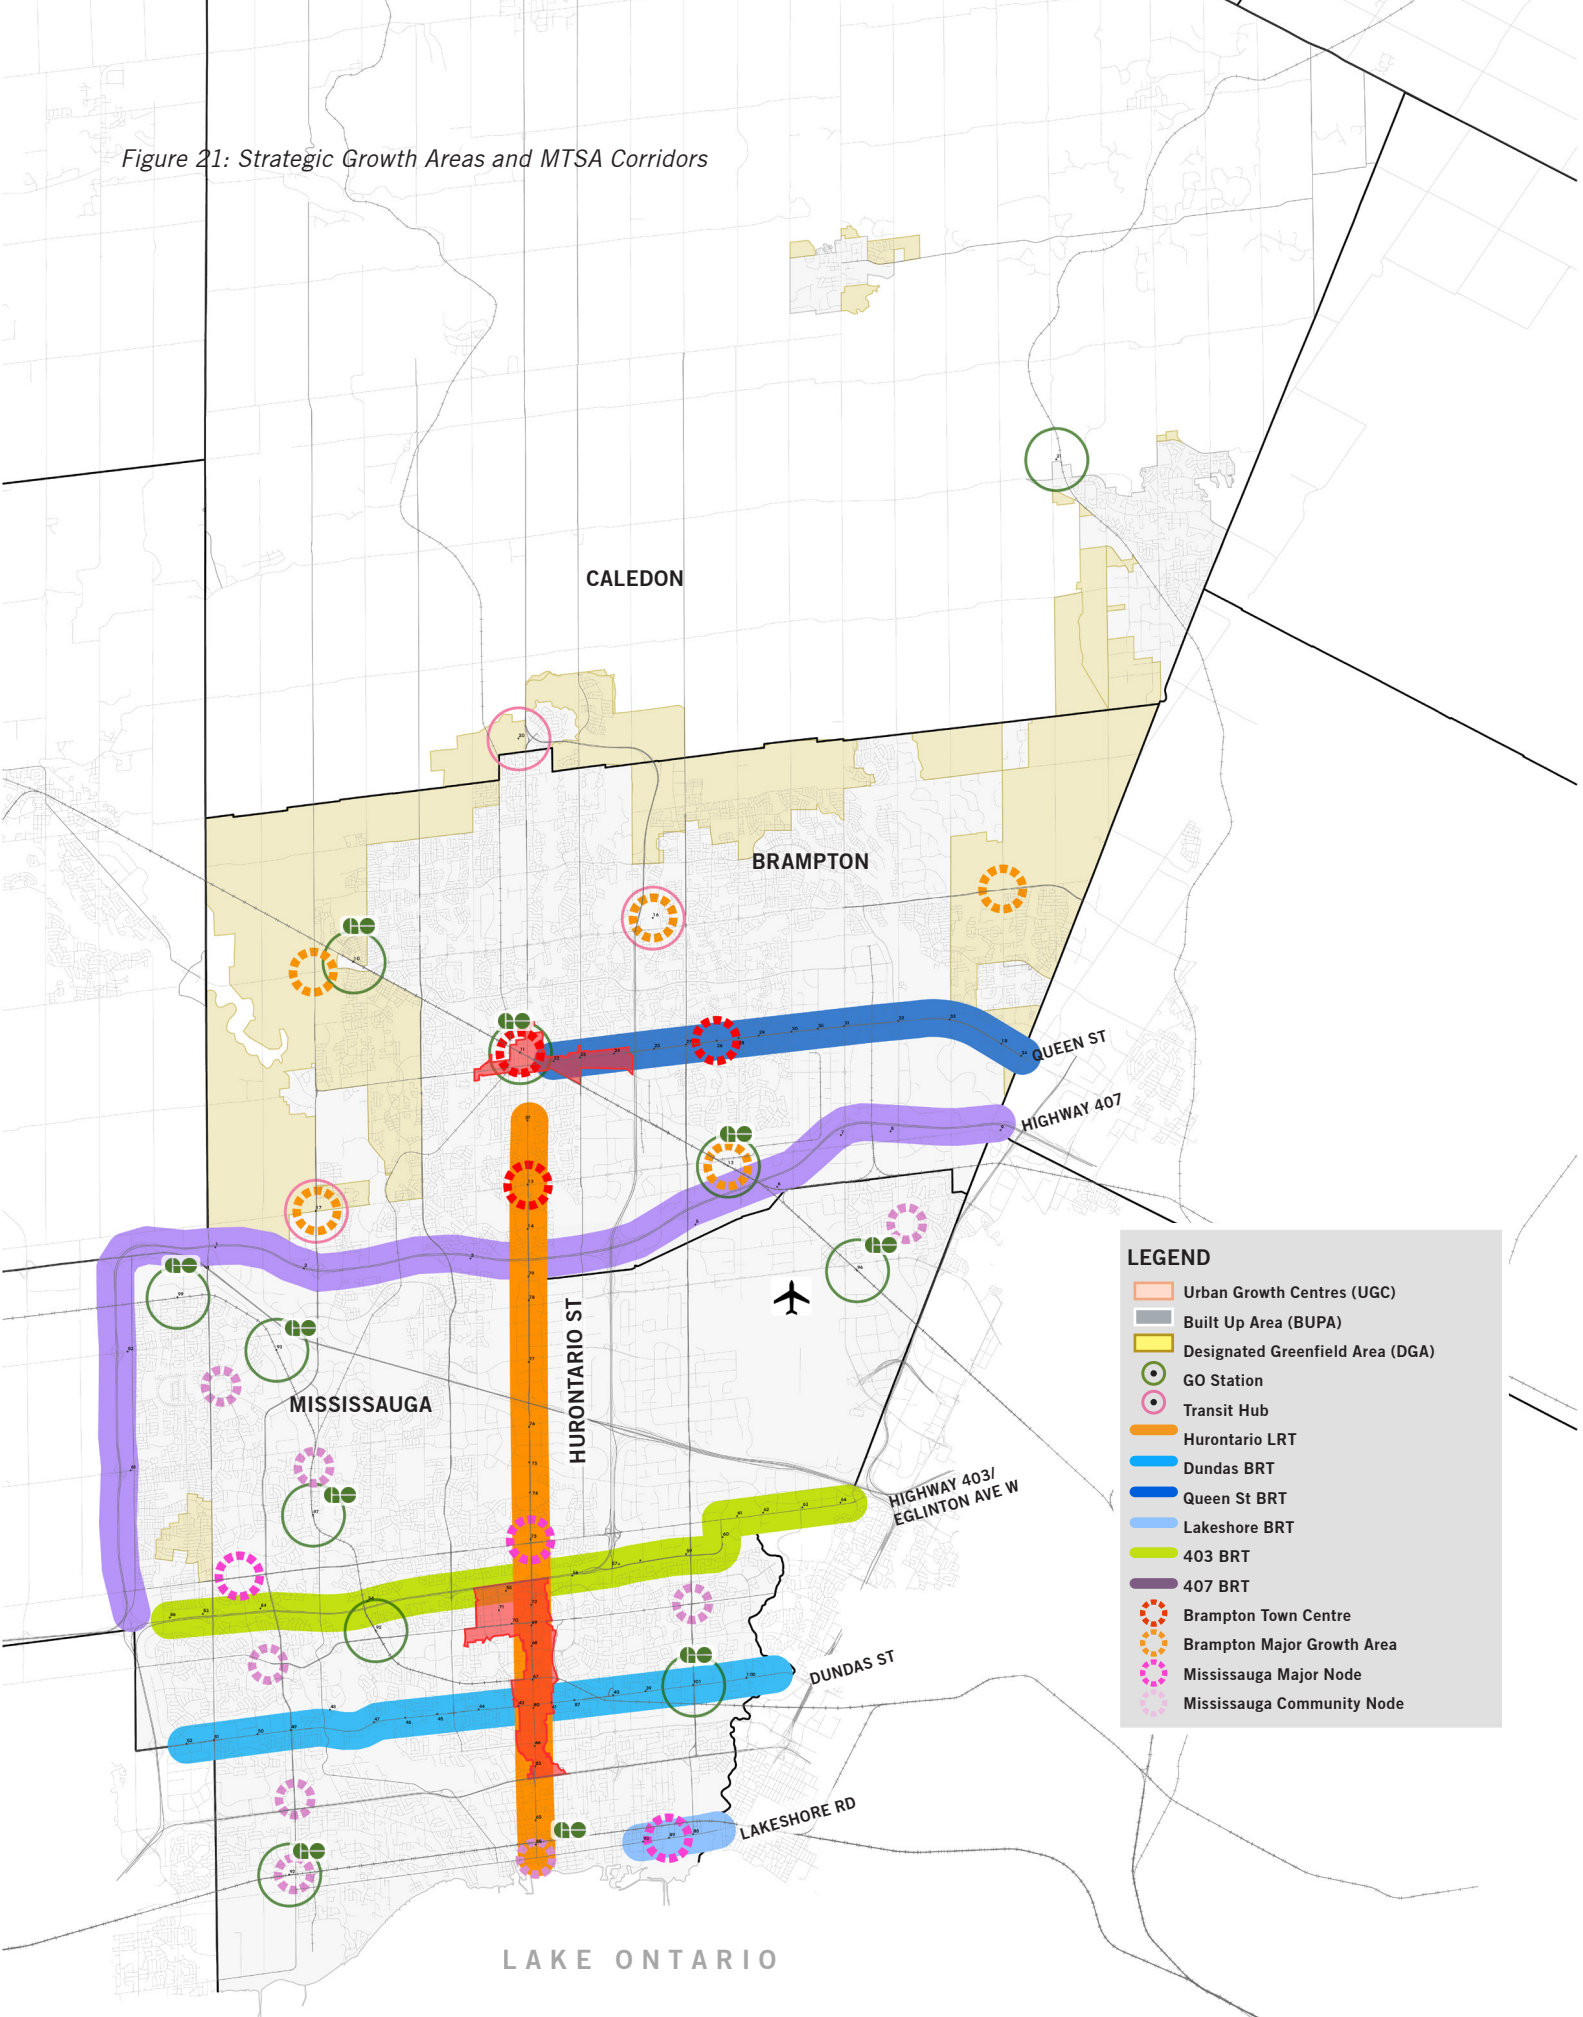 Figure 21: Strategic Growth Areas and MTSA Corridors
CALEDON
BRAMPTON
QUEEN ST
HIGHWAY 407
HURONTARIO ST
MISSISSAUGA
HIGHWAY 403/
EGLINTON AVE W
DUNDAS ST
LAKESHORE RD
LAKE ONTARIO
LEGEND
Urban Growth Centres (UGC)
Built Up Area (BUPA)
Designated Greenfield Area (DGA)
GO Station
Transit Hub
Hurontario LRT
Dundas BRT
Queen St BRT
Lakeshore BRT
403 BRT
407 BRT
Brampton Town Centre
Brampton Major Growth Area
Mississauga Major Node
Mississauga Community Node